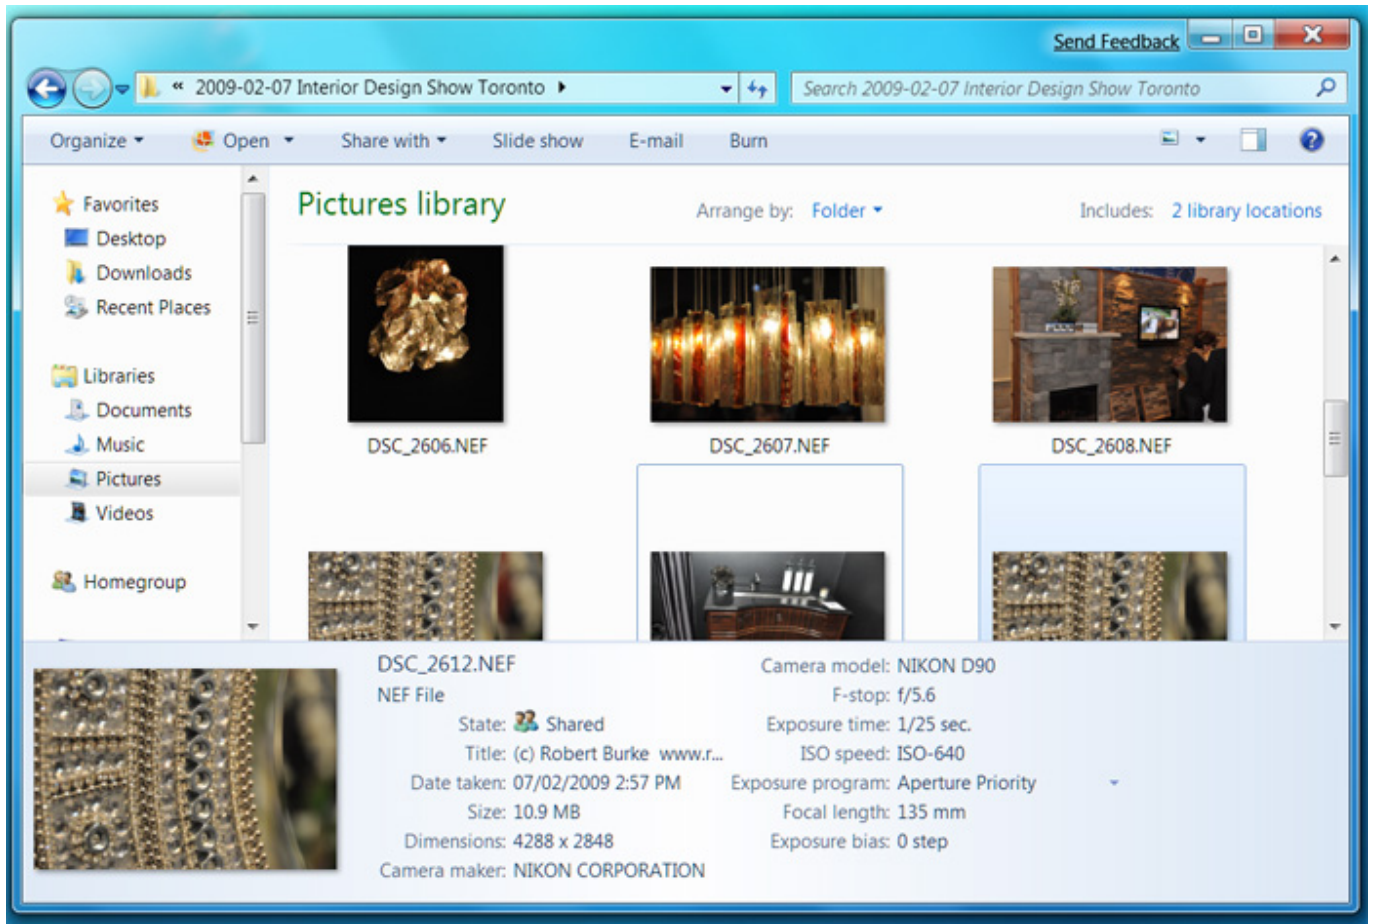 Send Feedback
« 2009-02-07 Interior Design Show Toronto
Search 2009-02-07 Interior Design Show Toronto
Organize Open Share with Slide show E-mail Burn
Favorites
Desktop
Downloads
Recent Places
Libraries
Documents
Music
Pictures
Videos
Homegroup
Pictures library
Arrange by: Folder
Includes: 2 library locations
DSC_2606.NEF
DSC_2607.NEF
DSC_2608.NEF
DSC_2612.NEF
NEF File
State: Shared
Title: (c) Robert Burke www.r...
Date taken: 07/02/2009 2:57 PM
Size: 10.9 MB
Dimensions: 4288 x 2848
Camera maker: NIKON CORPORATION
Camera model: NIKON D90
F-stop: f/5.6
Exposure time: 1/25 sec.
ISO speed: ISO-640
Exposure program: Aperture Priority
Focal length: 135 mm
Exposure bias: 0 step